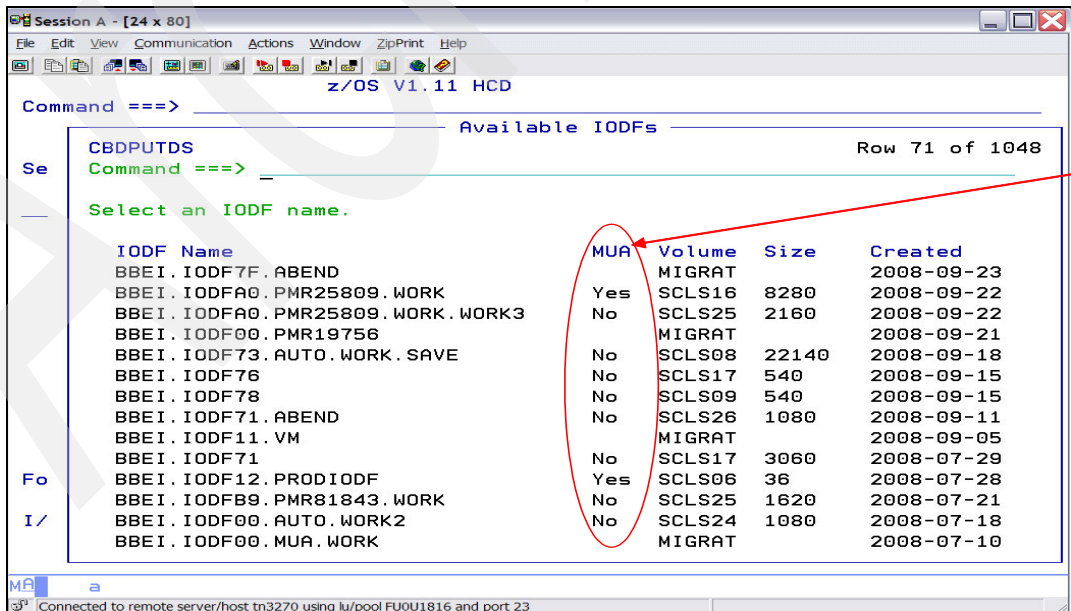 Session A - [24 x 80]
File Edit View Communication Actions Window ZipPrint Help
z/OS V1.11 HCD
Command ===>
Available IODFs
CBDPUTDS Row 71 of 1048
Se Command ===>
Select an IODF name.
IODF Name MUA Volume Size Created
BBEI.IODF7F.ABEND MIGRAT 2008-09-23
BBEI.IODFA0.PMR25809.WORK Yes SCLS16 8280 2008-09-22
BBEI.IODFA0.PMR25809.WORK.WORK3 No SCLS25 2160 2008-09-22
BBEI.IODF00.PMR19756 MIGRAT 2008-09-21
BBEI.IODF73.AUTO.WORK.SAVE No SCLS08 22140 2008-09-18
BBEI.IODF76 No SCLS17 540 2008-09-15
BBEI.IODF78 No SCLS09 540 2008-09-15
BBEI.IODF71.ABEND No SCLS26 1080 2008-09-11
BBEI.IODF11.VM MIGRAT 2008-09-05
BBEI.IODF71 No SCLS17 3060 2008-07-29
Fo BBEI.IODF12.PRODIODF Yes SCLS06 36 2008-07-28
BBEI.IODFB9.PMR81843.WORK No SCLS25 1620 2008-07-21
I/ BBEI.IODF00.AUTO.WORK2 No SCLS24 1080 2008-07-18
BBEI.IODF00.MUA.WORK MIGRAT 2008-07-10
MA a
Connected to remote server/host tn3270 using lu/pool FU0U1816 and port 23